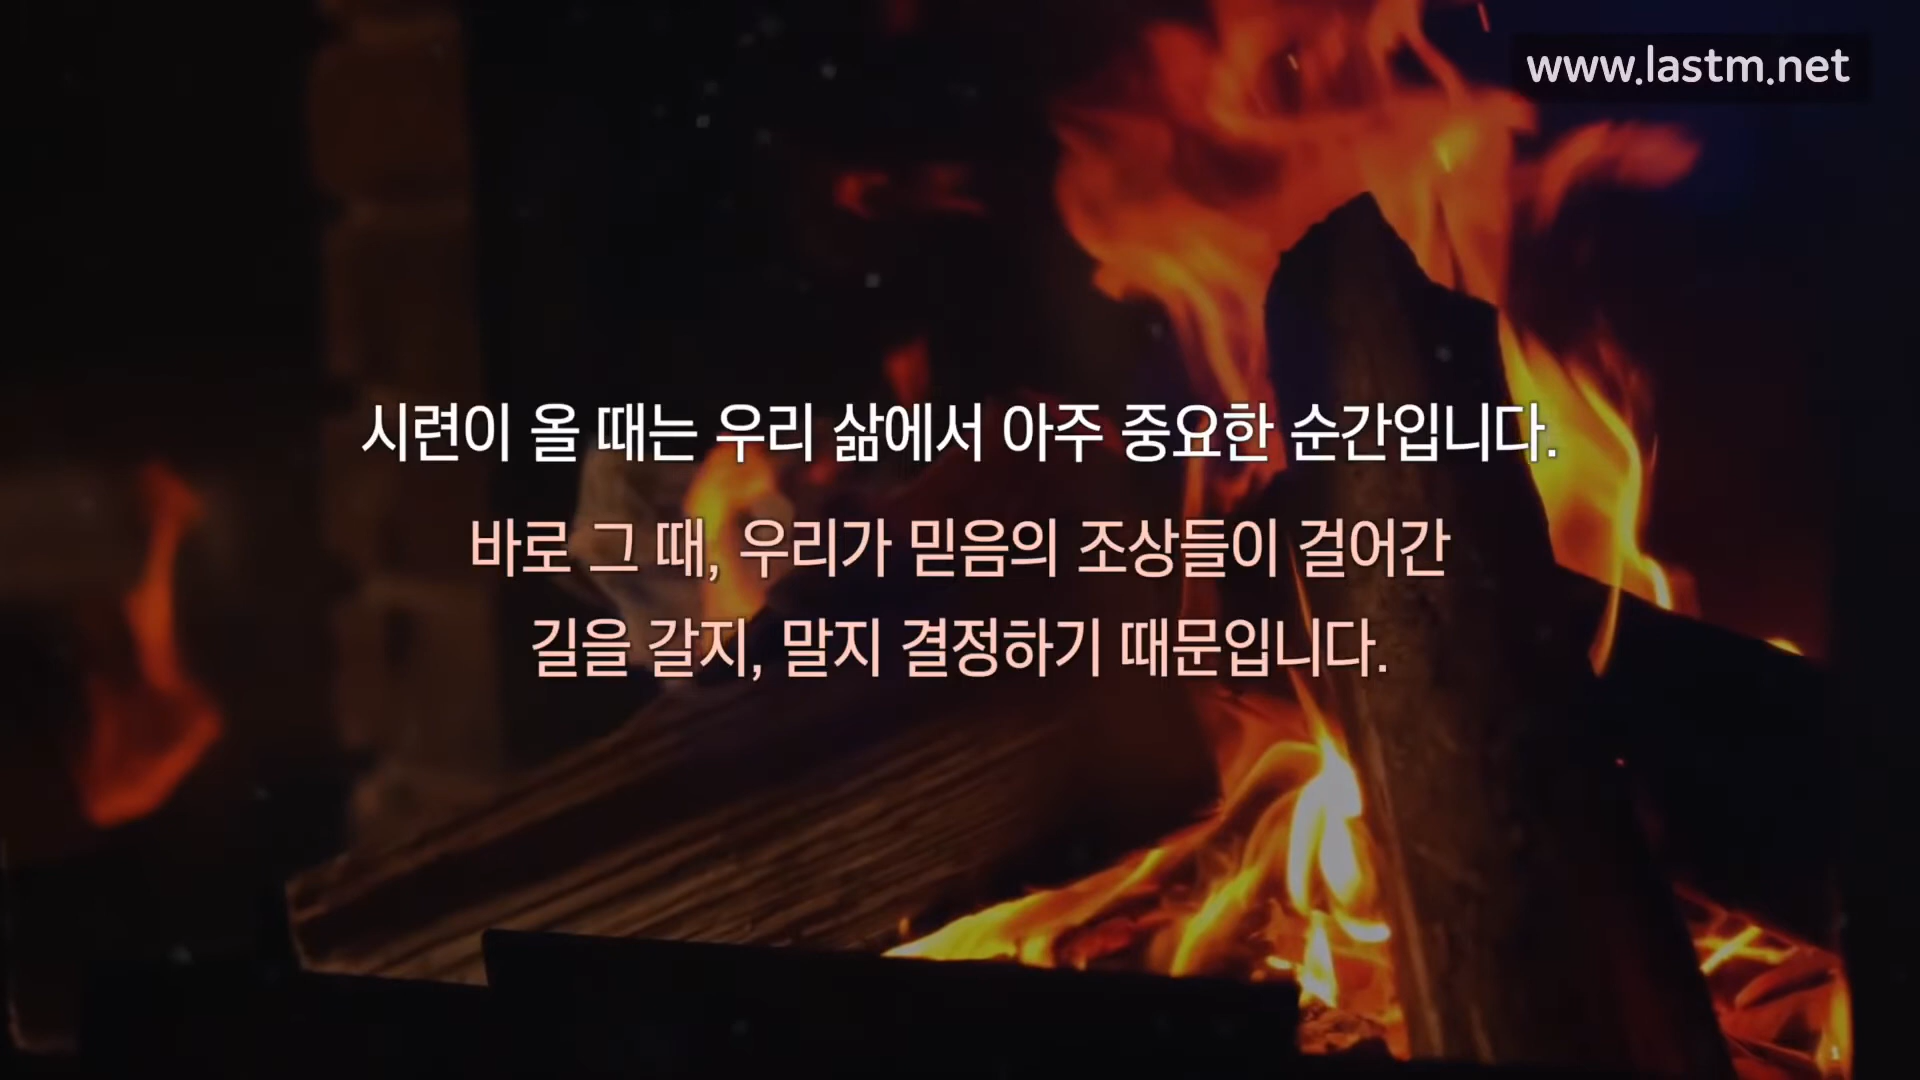 www.lastm.net
시련이 올 때는 우리 삶에서 아주 중요한 순간입니다.
바로 그 때, 우리가 믿음의 조상들이 걸어간
길을 갈지, 말지 결정하기 때문입니다.